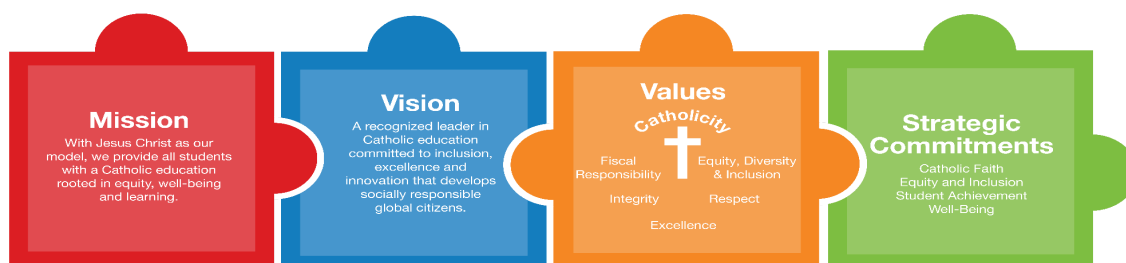 Mission
With Jesus Christ as our
model, we provide all students
with a Catholic education
rooted in equity, well-being
and learning.
Vision
A recognized leader in
Catholic education
committed to inclusion,
excellence and
innovation that develops
socially responsible
global citizens.
Values
Catholicity
Fiscal
Responsibility
Equity, Diversity
& Inclusion
Integrity
Respect
Excellence
Strategic
Commitments
Catholic Faith
Equity and Inclusion
Student Achievement
Well-Being